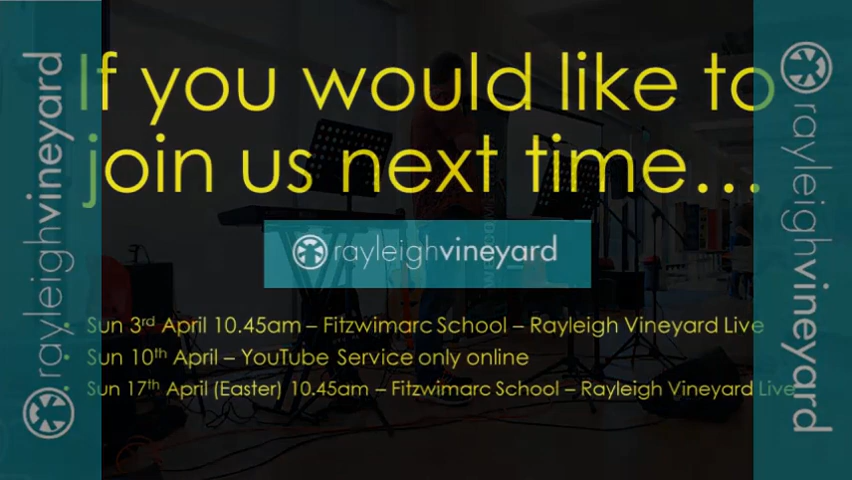 If you would like to
join us next time…
rayleighvineyard
• Sun 3rd April 10.45am – Fitzwimarc School – Rayleigh Vineyard Live
• Sun 10th April – YouTube Service only online
• Sun 17th April (Easter) 10.45am – Fitzwimarc School – Rayleigh Vineyard Live
rayleighvineyard
rayleighvineyard